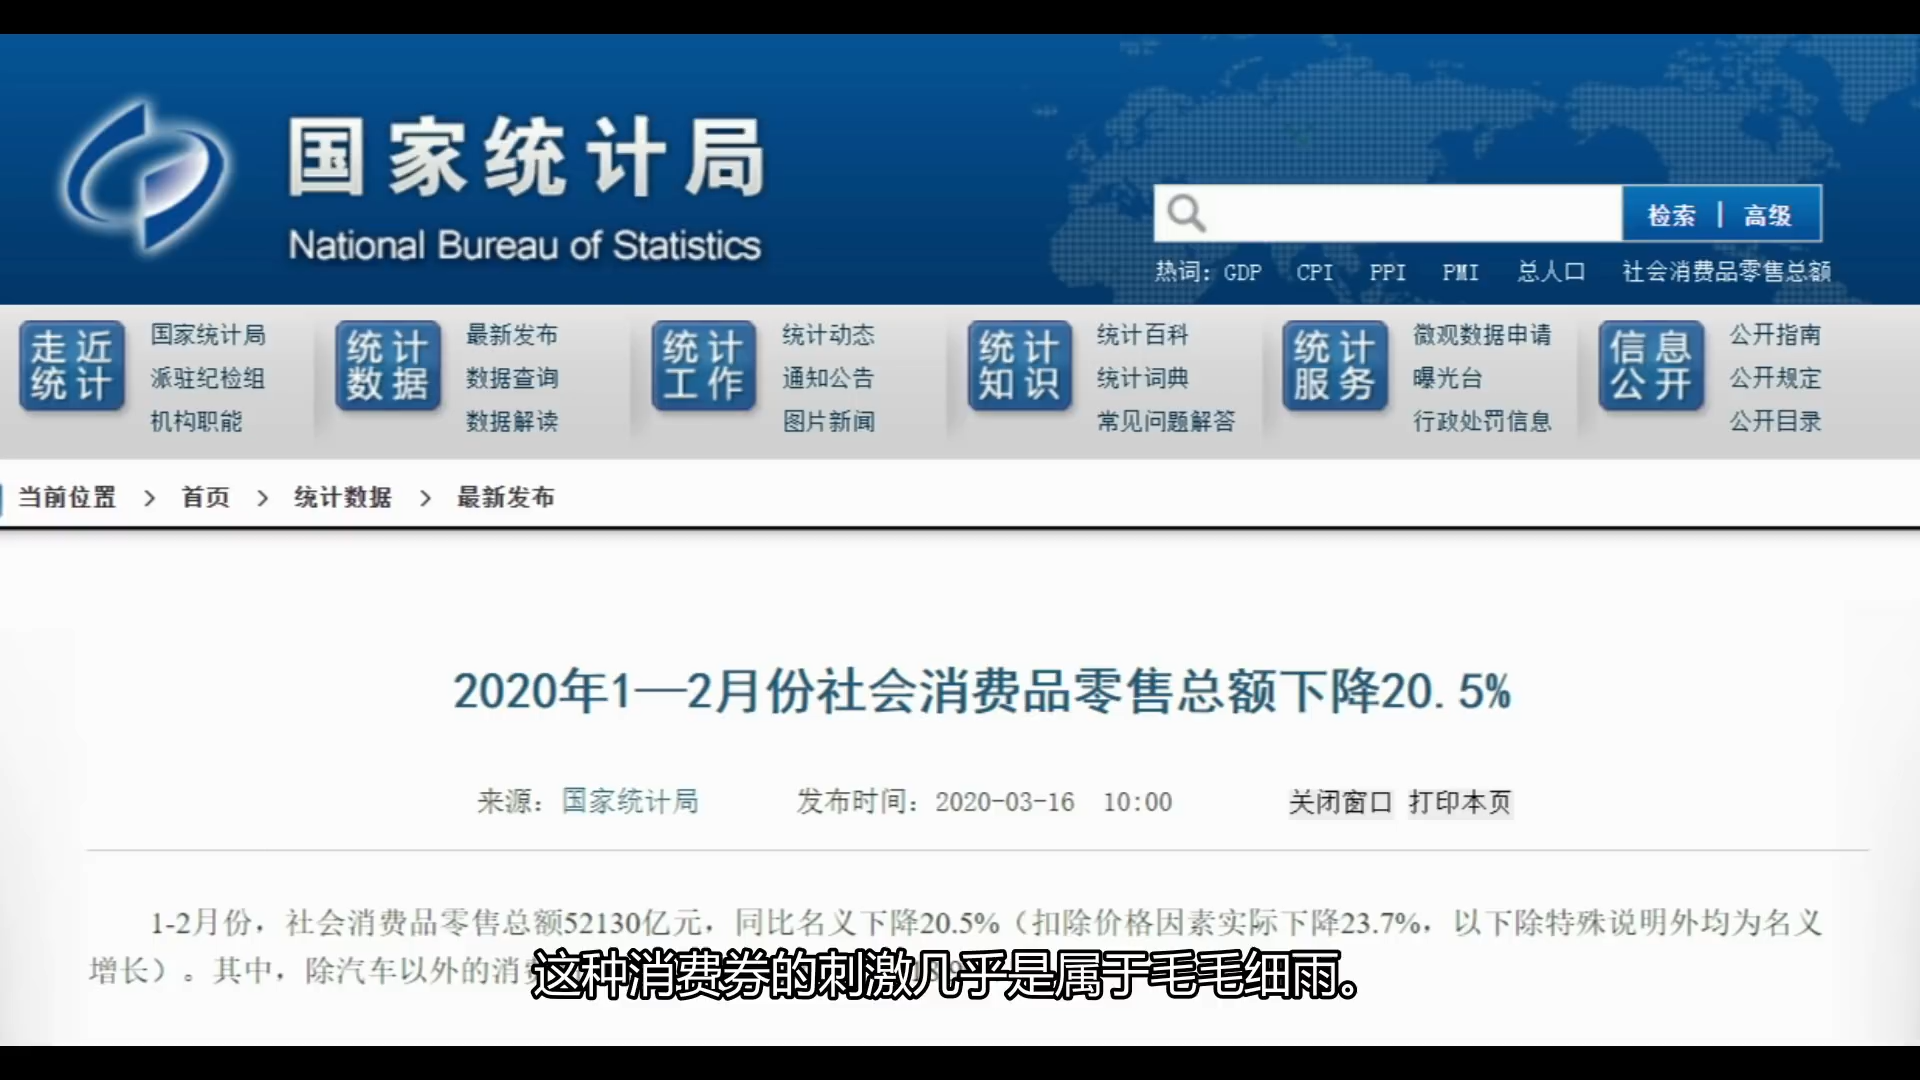 国家统计局
National Bureau of Statistics
检索 | 高级
热词: GDP CPI PPI PMI 总人口 社会消费品零售总额
走近统计 国家统计局 派驻纪检组 机构职能
统计数据 最新发布 数据查询 数据解读
统计工作 统计动态 通知公告 图片新闻
统计知识 统计百科 统计词典 常见问题解答
统计服务 微观数据申请 曝光台 行政处罚信息
信息公开 公开指南 公开规定 公开目录
当前位置 > 首页 > 统计数据 > 最新发布
2020年1—2月份社会消费品零售总额下降20.5%
来源: 国家统计局 发布时间: 2020-03-16 10:00 关闭窗口 打印本页
1-2月份，社会消费品零售总额52130亿元，同比名义下降20.5%（扣除价格因素实际下降23.7%，以下除特殊说明外均为名义
增长）。其中，除汽车以外的消
这种消费券的刺激几乎是属于毛毛细雨。